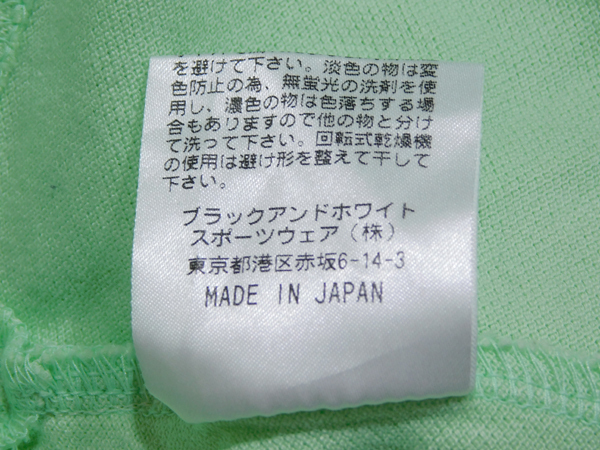 を避けて下さい。淡色の物は変
色防止の為、無蛍光の洗剤を使
用し、濃色の物は色落ちする場
合もありますので他の物と分け
て洗って下さい。回転式乾燥機
の使用は避け形を整えて干して
下さい。
ブラックアンドホワイト
スポーツウェア(株)
東京都港区赤坂6-14-3
MADE IN JAPAN